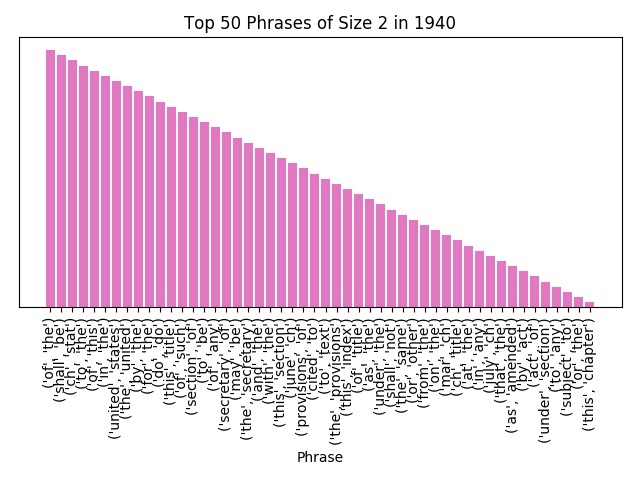 Top 50 Phrases of Size 2 in 1940
('of', 'the')
('shall', 'be')
('ch', 'stat')
('to', 'the')
('of', 'this')
('in', 'the')
('united', 'states')
('the', 'united')
('by', 'the')
('for', 'the')
('do', 'do')
('this', 'title')
('of', 'such')
('section', 'of')
('to', 'be')
('of', 'any')
('secretary', 'of')
('may', 'be')
('the', 'secretary')
('and', 'the')
('with', 'the')
('this', 'section')
('june', 'ch')
('provisions', 'of')
('cited', 'to')
('to', 'text')
('the', 'provisions')
('this', 'index')
('of', 'title')
('as', 'the')
('under', 'the')
('shall', 'not')
('the', 'same')
('or', 'other')
('from', 'the')
('on', 'the')
('mar', 'ch')
('ch', 'title')
('at', 'the')
('in', 'any')
('july', 'ch')
('that', 'the')
('as', 'amended')
('by', 'act')
('act', 'of')
('under', 'section')
('to', 'any')
('subject', 'to')
('or', 'the')
('this', 'chapter')
Phrase